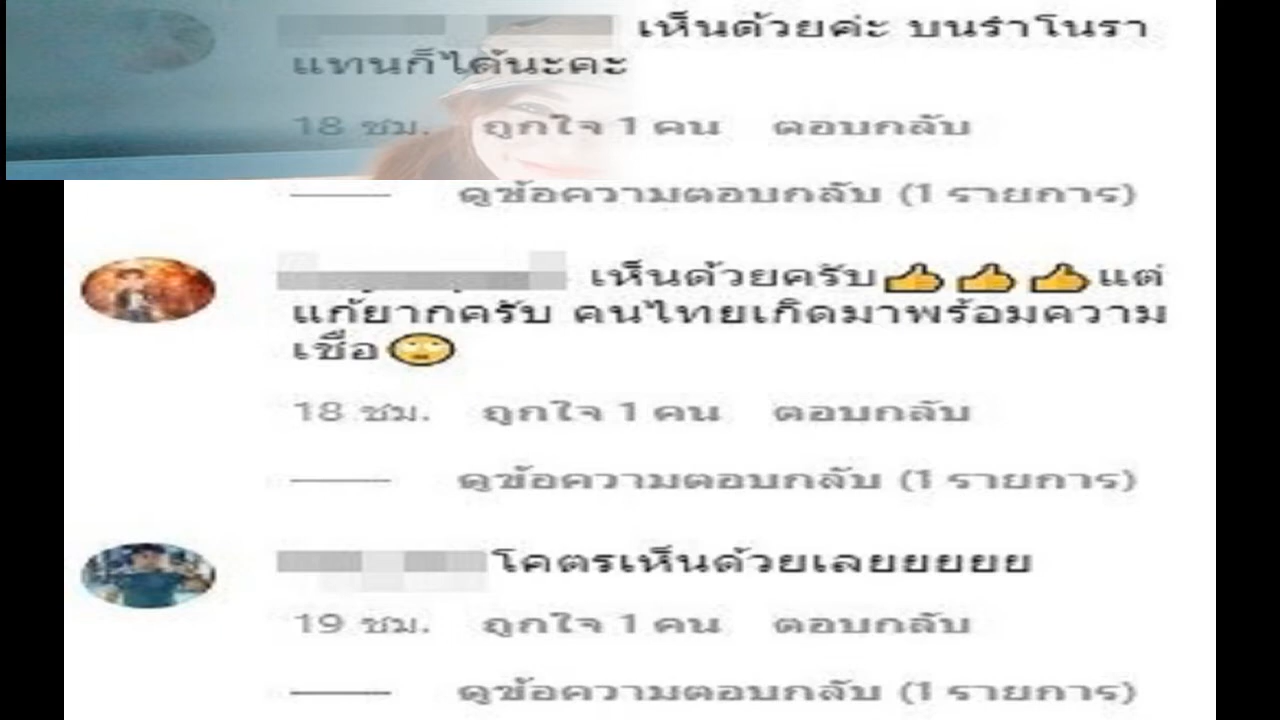 เห็นด้วยค่ะ บนรำโนรา
แทนก็ได้นะคะ
18 ชม. ถูกใจ 1 คน ตอบกลับ
ดูข้อความตอบกลับ (1 รายการ)
เห็นด้วยครับ👍👍👍แต่
แก้ยากครับ คนไทยเกิดมาพร้อมความ
เชื่อ🙄
18 ชม. ถูกใจ 1 คน ตอบกลับ
ดูข้อความตอบกลับ (1 รายการ)
โคตรเห็นด้วยเลยยยยยย
19 ชม. ถูกใจ 1 คน ตอบกลับ
ดูข้อความตอบกลับ (1 รายการ)